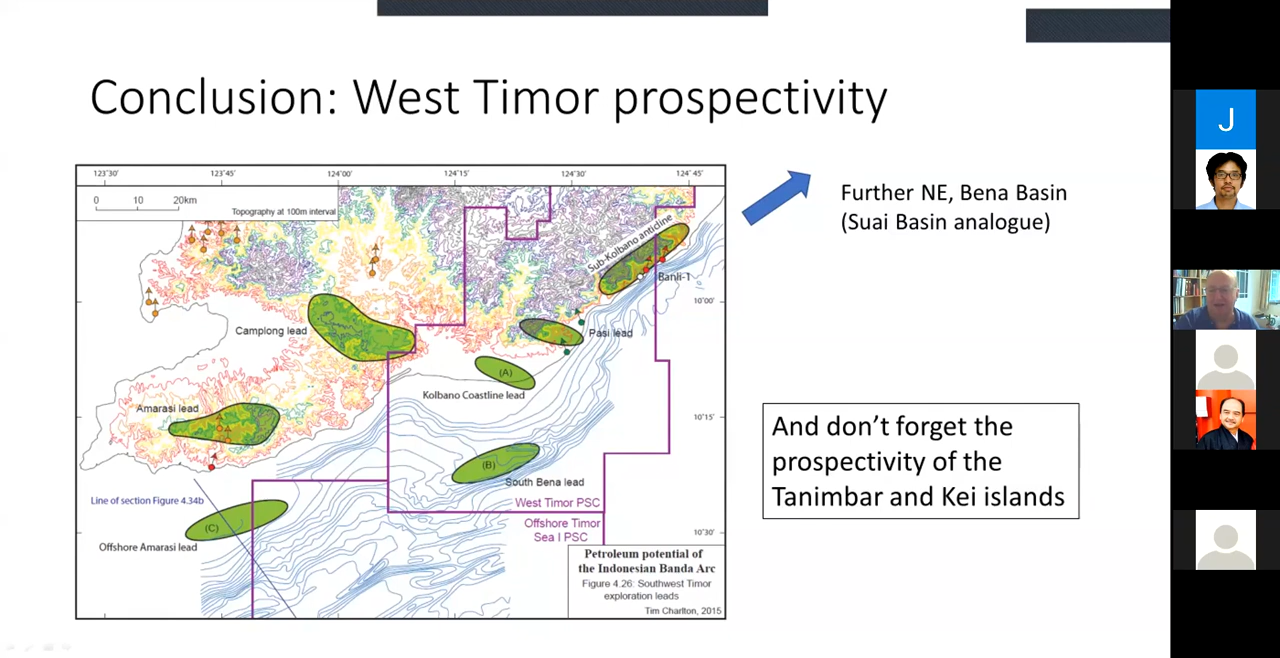 Conclusion: West Timor prospectivity
123°30'
123°45'
124°00'
124°15'
124°30'
124°45'
0 10 20km
Topography at 100m interval
Sub-Kolbano anticline
Banli-1
10°00'
Camplong lead
Pasi lead
(A)
Kolbano Coastline lead
Amarasi lead
10°15'
(B)
South Bena lead
Line of section Figure 4.34b
West Timor PSC
(C)
Offshore Timor
Sea I PSC
10°30'
Offshore Amarasi lead
Petroleum potential of
the Indonesian Banda Arc
Figure 4.26: Southwest Timor
exploration leads
Tim Charlton, 2015
Further NE, Bena Basin
(Suai Basin analogue)
And don’t forget the
prospectivity of the
Tanimbar and Kei islands
J